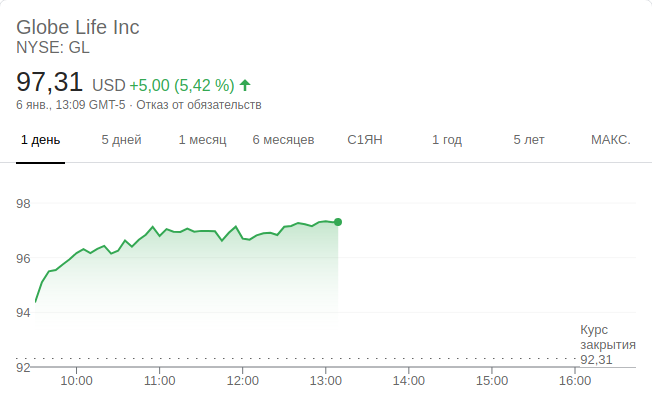 Globe Life Inc
NYSE: GL
97,31 USD +5,00 (5,42 %)
6 янв., 13:09 GMT-5 · Отказ от обязательств
1 день 5 дней 1 месяц 6 месяцев С1ЯН 1 год 5 лет МАКС.
98
96
94
Курс
закрытия
92,31
92
10:00 11:00 12:00 13:00 14:00 15:00 16:00